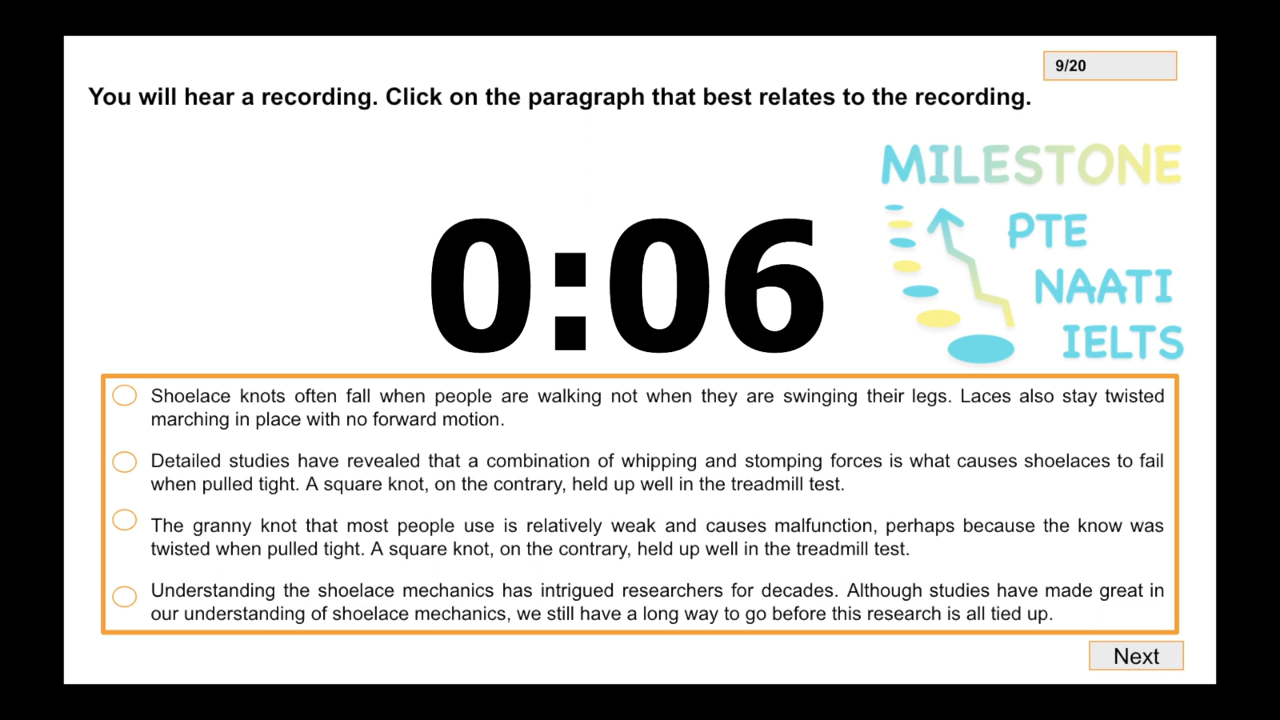 9/20
You will hear a recording. Click on the paragraph that best relates to the recording.
MILESTONE
PTE
NAATI
IELTS
0:06
Shoelace knots often fall when people are walking not when they are swinging their legs. Laces also stay twisted
marching in place with no forward motion.
Detailed studies have revealed that a combination of whipping and stomping forces is what causes shoelaces to fail
when pulled tight. A square knot, on the contrary, held up well in the treadmill test.
The granny knot that most people use is relatively weak and causes malfunction, perhaps because the know was
twisted when pulled tight. A square knot, on the contrary, held up well in the treadmill test.
Understanding the shoelace mechanics has intrigued researchers for decades. Although studies have made great in
our understanding of shoelace mechanics, we still have a long way to go before this research is all tied up.
Next